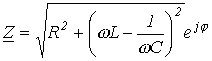 Z = √(R² + (ωL − 1/(ωC))²) e^{jφ}